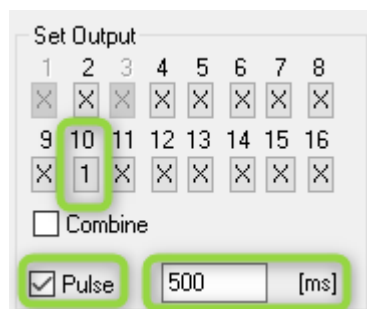 Set Output
1 2 3 4 5 6 7 8
X X X X X X X X
9 10 11 12 13 14 15 16
X 1 X X X X X X
Combine
Pulse 500 [ms]